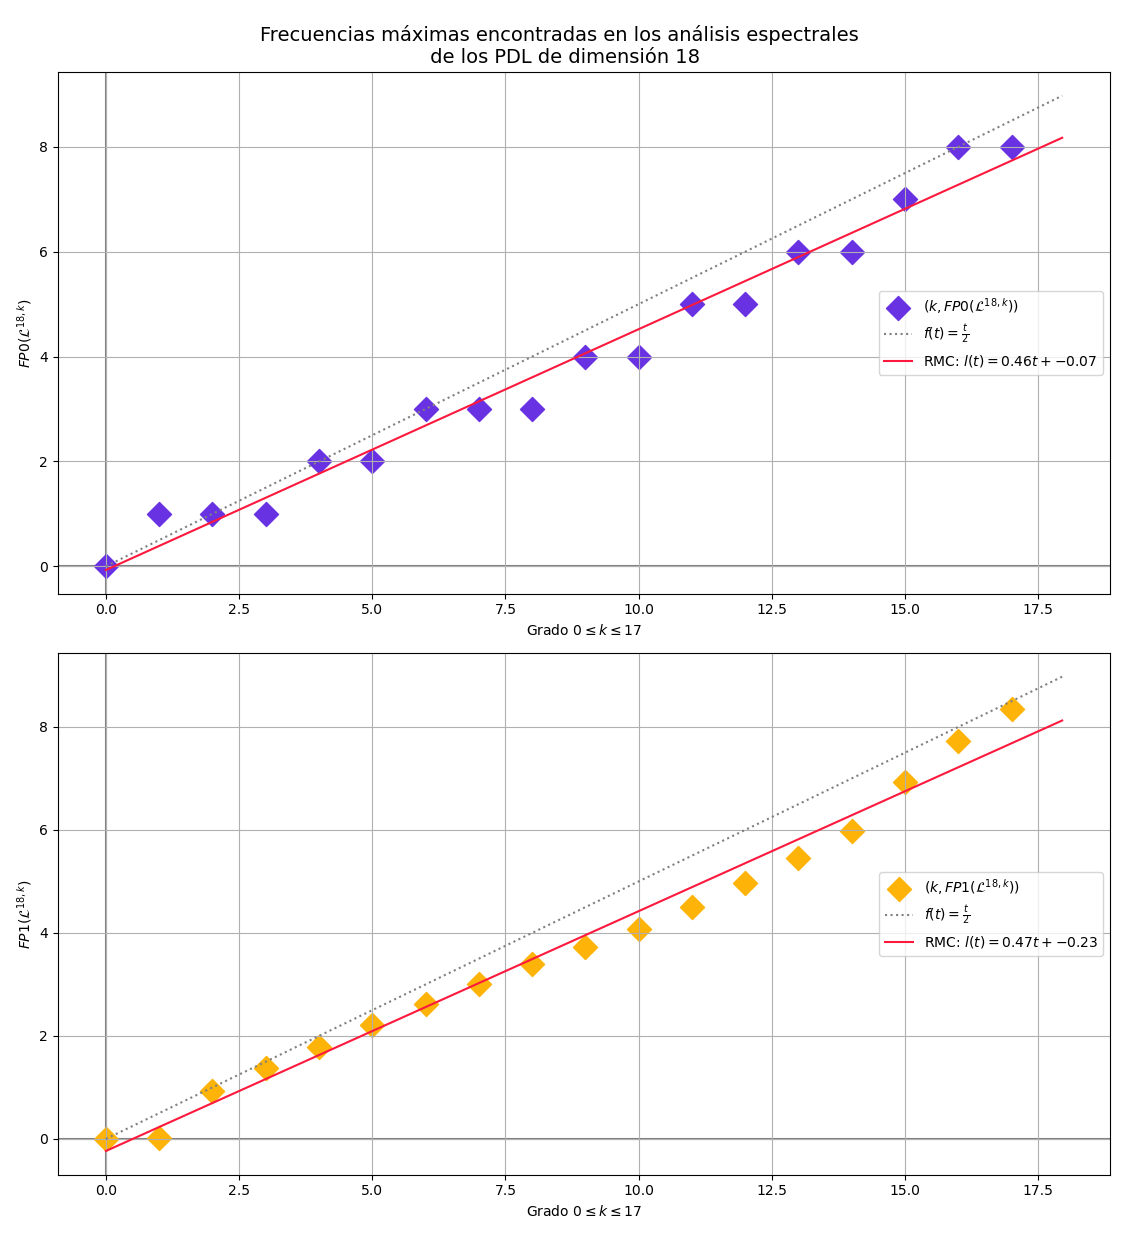 Frecuencias máximas encontradas en los análisis espectrales
de los PDL de dimensión 18
8
6
4
2
0
FP0(ℒ^{18,k})
(k, FP0(ℒ^{18,k}))
f(t) = t/2
RMC: l(t) = 0.46t + −0.07
0.0 2.5 5.0 7.5 10.0 12.5 15.0 17.5
Grado 0 ≤ k ≤ 17
8
6
4
2
0
FP1(ℒ^{18,k})
(k, FP1(ℒ^{18,k}))
f(t) = t/2
RMC: l(t) = 0.47t + −0.23
0.0 2.5 5.0 7.5 10.0 12.5 15.0 17.5
Grado 0 ≤ k ≤ 17